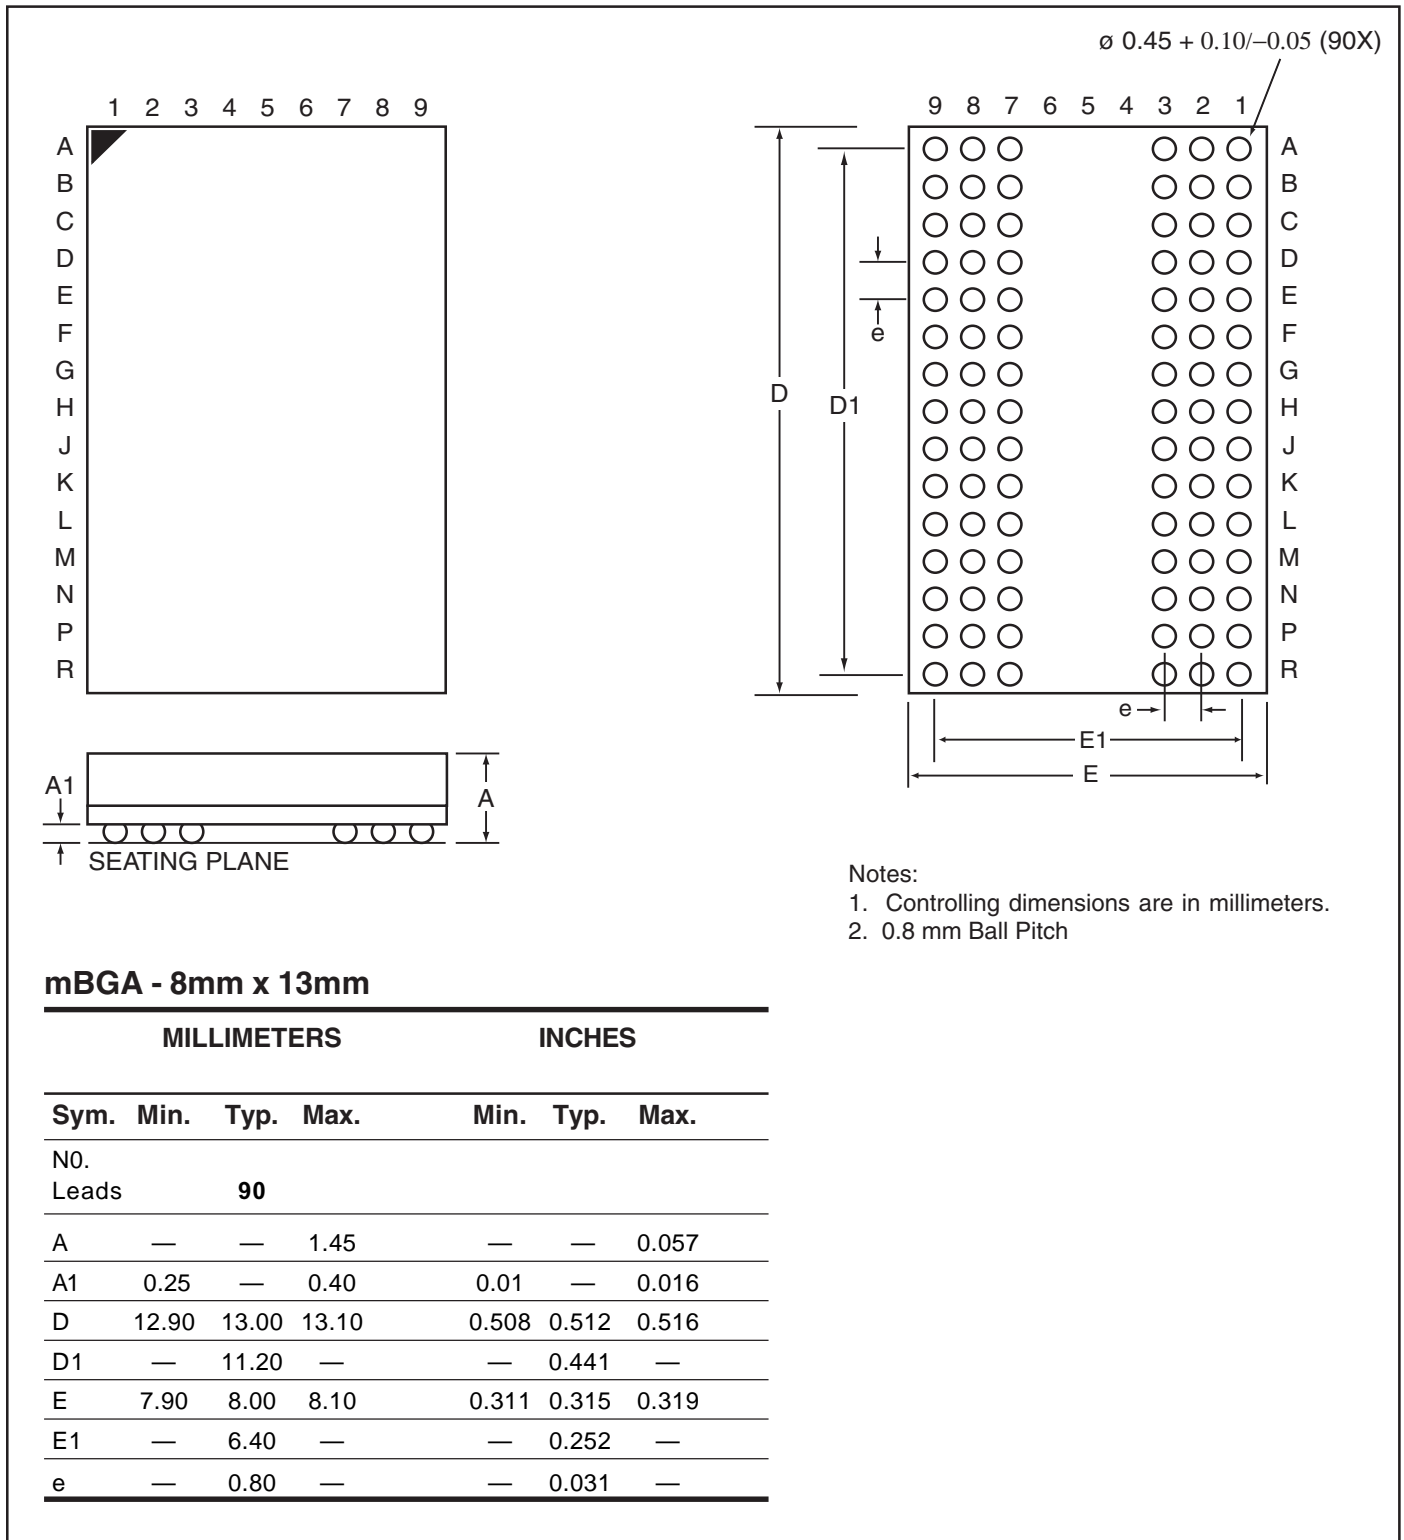 ø 0.45 + 0.10/–0.05 (90X)
1 2 3 4 5 6 7 8 9
A
B
C
D
E
F
G
H
J
K
L
M
N
P
R
9 8 7 6 5 4 3 2 1
A
B
C
D
E
F
G
H
J
K
L
M
N
P
R
e
D
D1
e
E1
E
A1
A
SEATING PLANE
Notes:
1. Controlling dimensions are in millimeters.
2. 0.8 mm Ball Pitch
mBGA - 8mm x 13mm
MILLIMETERS INCHES
Sym. Min. Typ. Max. Min. Typ. Max.
N0.
Leads 90
A — — 1.45 — — 0.057
A1 0.25 — 0.40 0.01 — 0.016
D 12.90 13.00 13.10 0.508 0.512 0.516
D1 — 11.20 — — 0.441 —
E 7.90 8.00 8.10 0.311 0.315 0.319
E1 — 6.40 — — 0.252 —
e — 0.80 — — 0.031 —